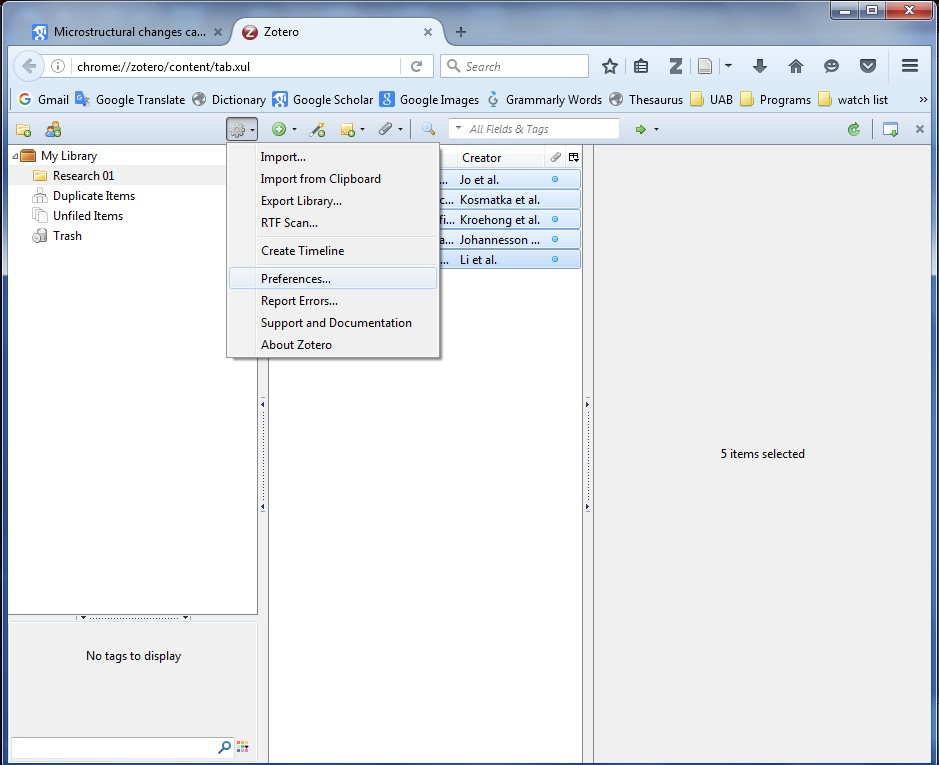 Microstructural changes ca...
Zotero
chrome://zotero/content/tab.xul
Search
Gmail Google Translate Dictionary Google Scholar Google Images Grammarly Words Thesaurus UAB Programs watch list »
All Fields & Tags
My Library
Research 01
Duplicate Items
Unfiled Items
Trash
Import...
Import from Clipboard
Export Library...
RTF Scan...
Create Timeline
Preferences...
Report Errors...
Support and Documentation
About Zotero
Creator
... Jo et al.
c... Kosmatka et al.
fi... Kroehong et al.
a... Johannesson ...
... Li et al.
5 items selected
No tags to display